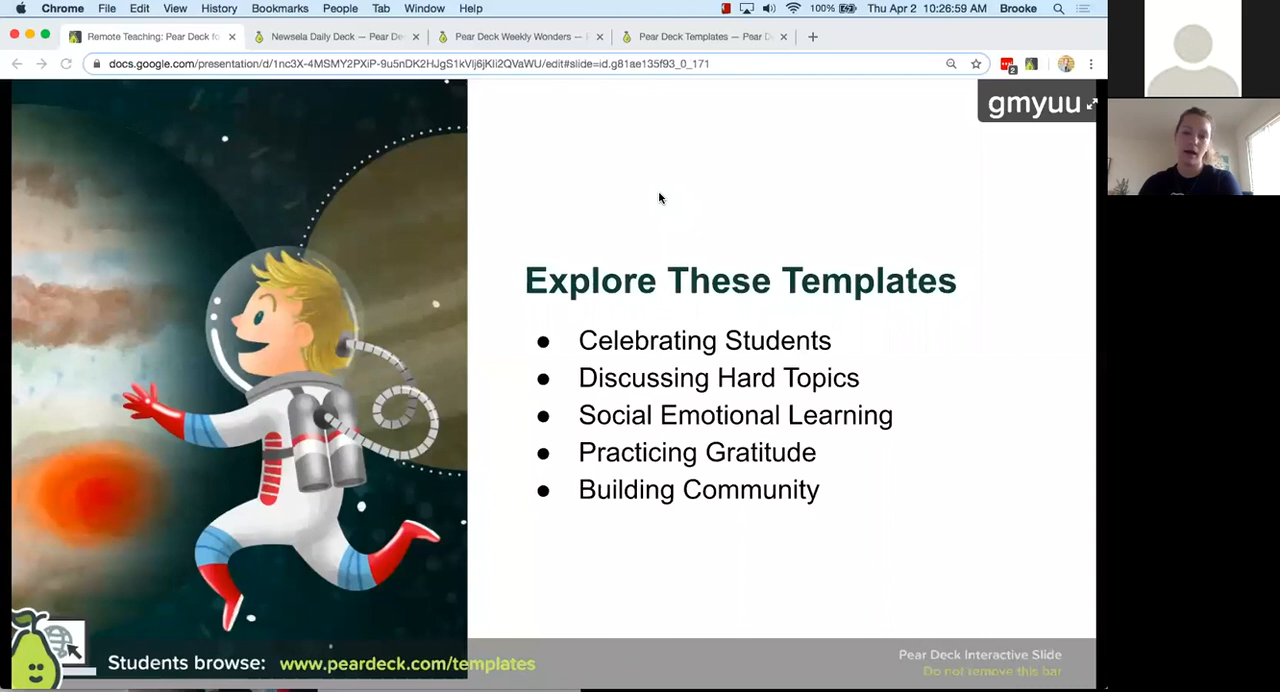 Chrome File Edit View History Bookmarks People Tab Window Help 100% Thu Apr 2 10:26:59 AM Brooke
Remote Teaching: Pear Deck fo Newsela Daily Deck — Pear De Pear Deck Weekly Wonders — Pear Deck Templates — Pear D
docs.google.com/presentation/d/1nc3X-4MSMY2PXiP-9u5nDK2HJgS1kVlj6jKli2QVaWU/edit#slide=id.g81ae135f93_0_171
2
gmyuu
Explore These Templates
● Celebrating Students
● Discussing Hard Topics
● Social Emotional Learning
● Practicing Gratitude
● Building Community
Students browse: www.peardeck.com/templates
Pear Deck Interactive Slide
Do not remove this bar